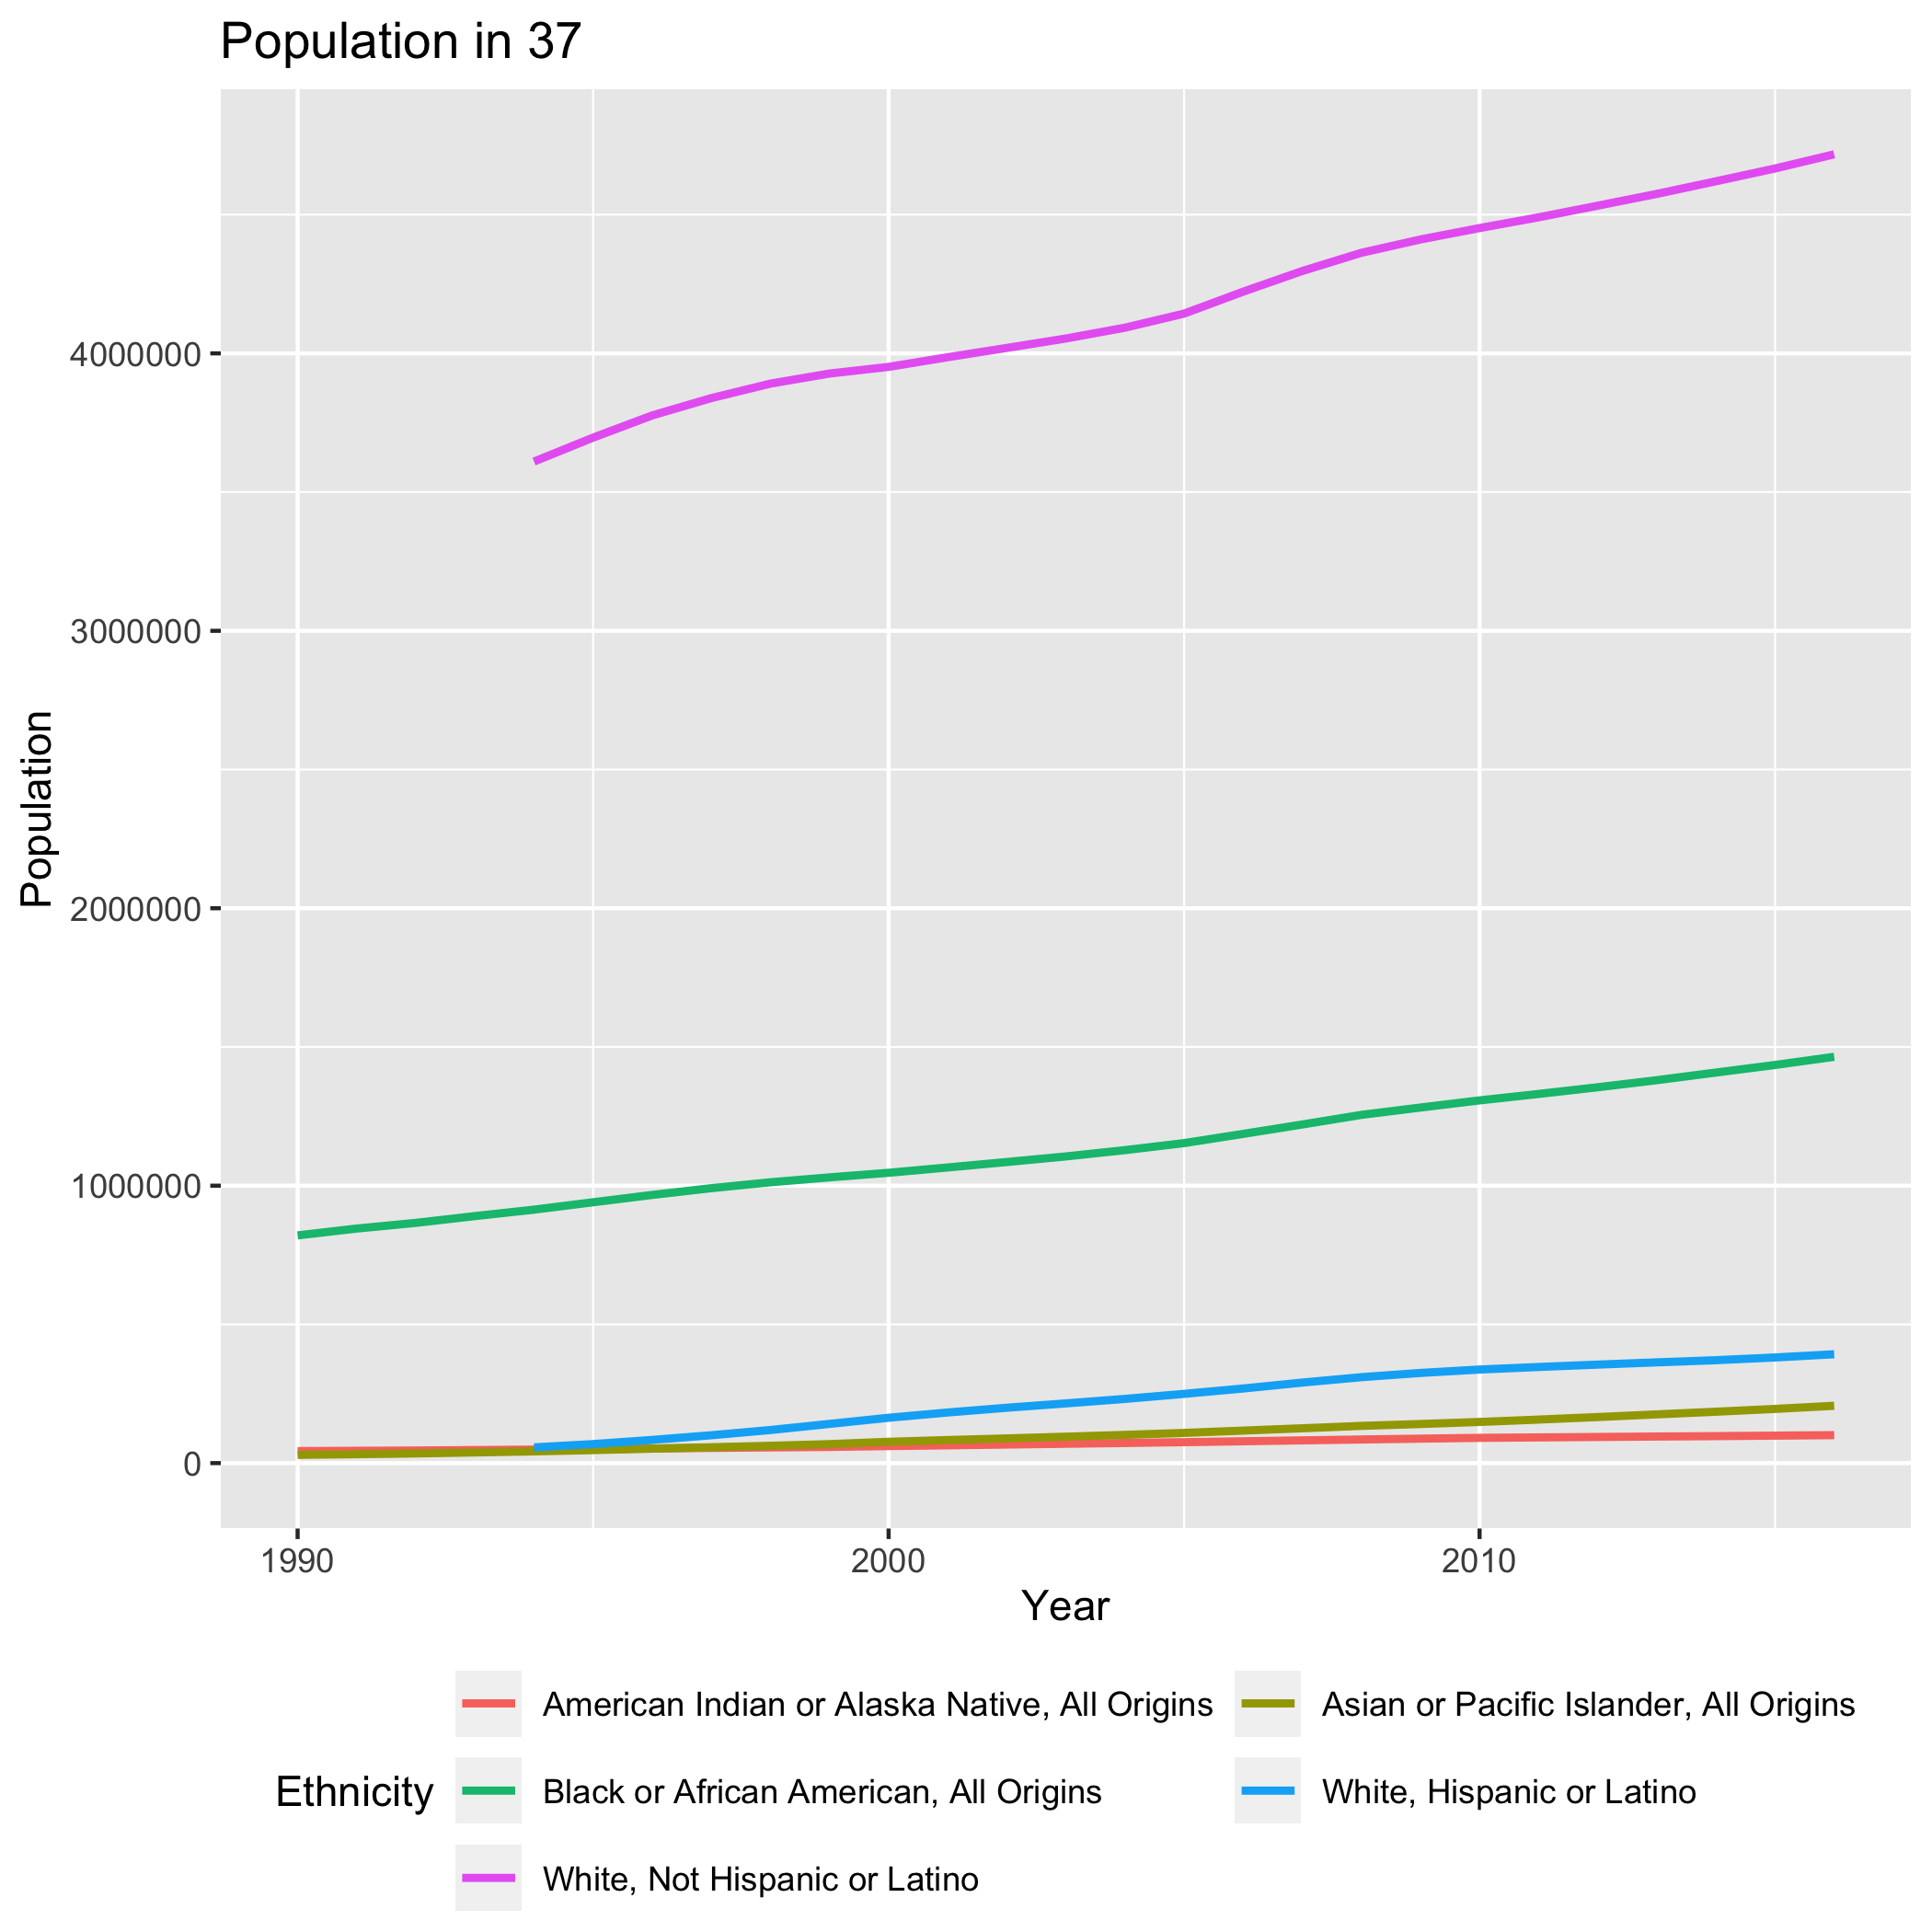 Population in 37
Population
4000000
3000000
2000000
1000000
0
1990 2000 2010
Year
Ethnicity
American Indian or Alaska Native, All Origins
Asian or Pacific Islander, All Origins
Black or African American, All Origins
White, Hispanic or Latino
White, Not Hispanic or Latino